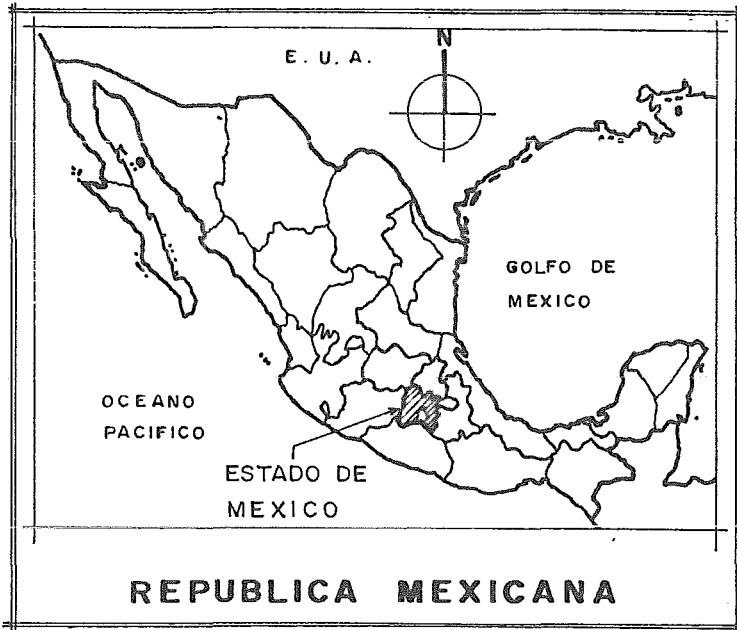 N
E. U. A.
GOLFO DE
MEXICO
OCEANO
PACIFICO
ESTADO DE
MEXICO
REPUBLICA MEXICANA